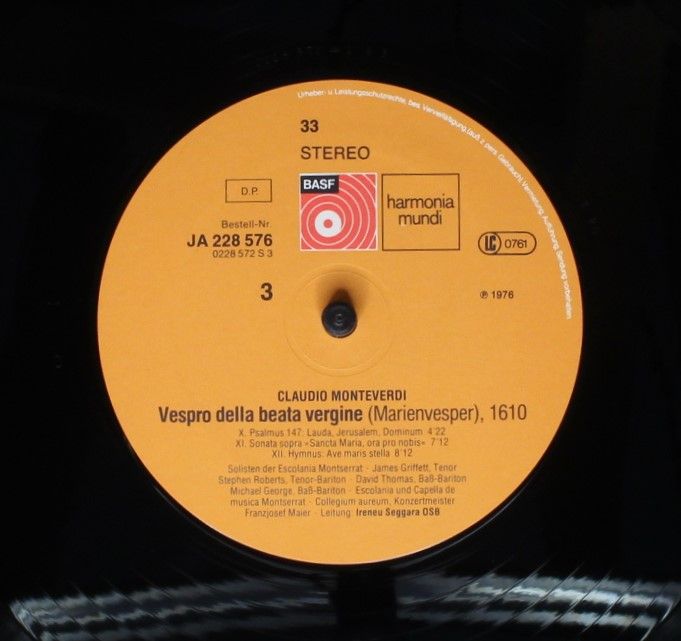 Urheber- u. Leistungsschutzrechte, bes. Vervielfältigung (auß. z. pers. Gebrauch), Vermietung, Aufführung, Sendung vorbehalten
33
STEREO
D.P.
BASF
harmonia
mundi
Bestell-Nr.
JA 228 576
0228 572 S 3
LC 0761
3
℗ 1976
CLAUDIO MONTEVERDI
Vespro della beata vergine (Marienvesper), 1610
X. Psalmus 147: Lauda, Jerusalem, Dominum 4'22
XI. Sonata sopra »Sancta Maria, ora pro nobis« 7'12
XII. Hymnus: Ave maris stella 8'12
Solisten der Escolania Montserrat · James Griffett, Tenor
Stephen Roberts, Tenor-Bariton · David Thomas, Baß-Bariton
Michael George, Baß-Bariton · Escolania und Capella de
musica Montserrat · Collegium aureum, Konzertmeister
Franzjosef Maier · Leitung: Ireneu Seggara OSB